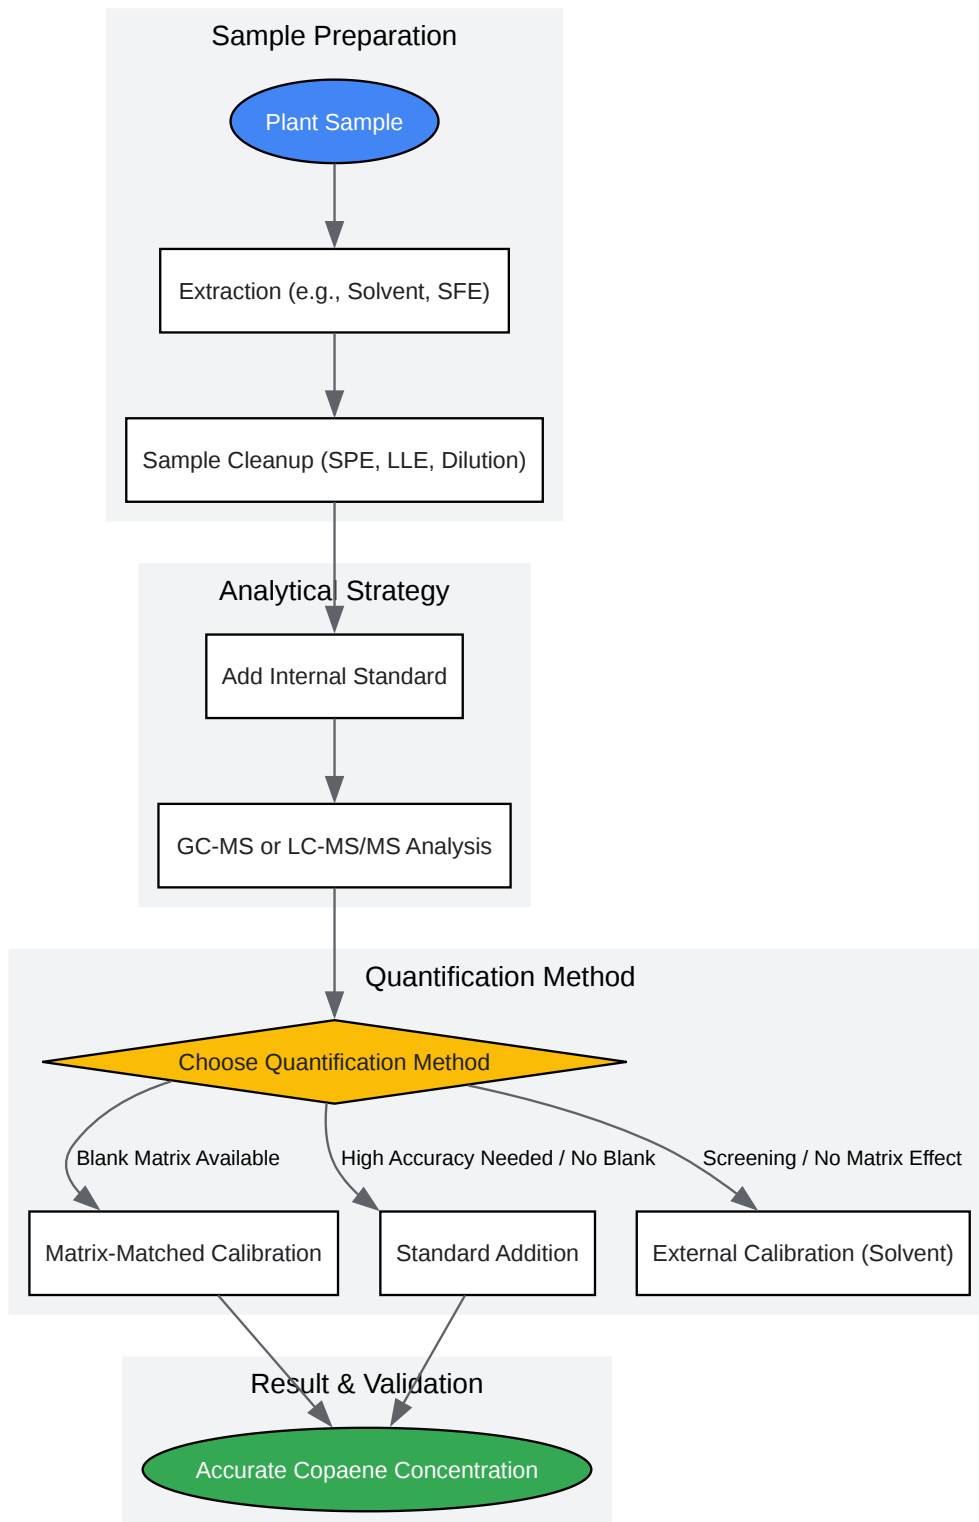 Sample Preparation
Plant Sample
Extraction (e.g., Solvent, SFE)
Sample Cleanup (SPE, LLE, Dilution)
Analytical Strategy
Add Internal Standard
GC-MS or LC-MS/MS Analysis
Quantification Method
Choose Quantification Method
Blank Matrix Available
High Accuracy Needed / No Blank
Screening / No Matrix Effect
Matrix-Matched Calibration
Standard Addition
External Calibration (Solvent)
Result & Validation
Accurate Copaene Concentration